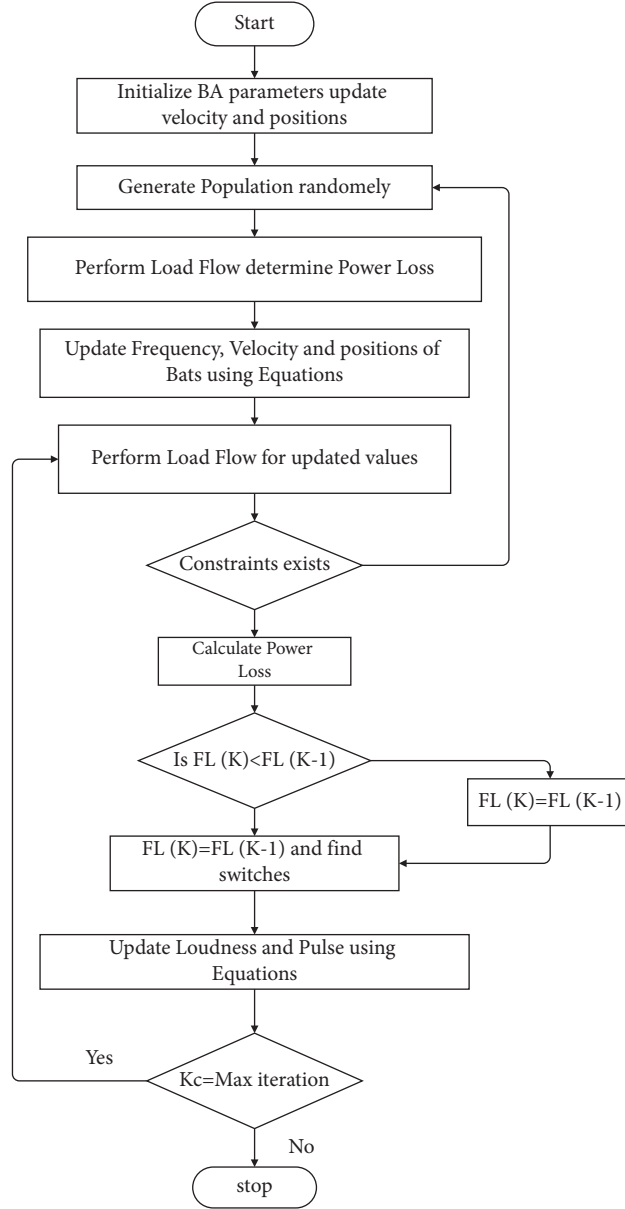 Start
Initialize BA parameters update
velocity and positions
Generate Population randomely
Perform Load Flow determine Power Loss
Update Frequency, Velocity and positions of
Bats using Equations
Perform Load Flow for updated values
Constraints exists
Calculate Power
Loss
Is FL (K)<FL (K-1)
FL (K)=FL (K-1)
FL (K)=FL (K-1) and find
switches
Update Loudness and Pulse using
Equations
Yes
Kc=Max iteration
No
stop